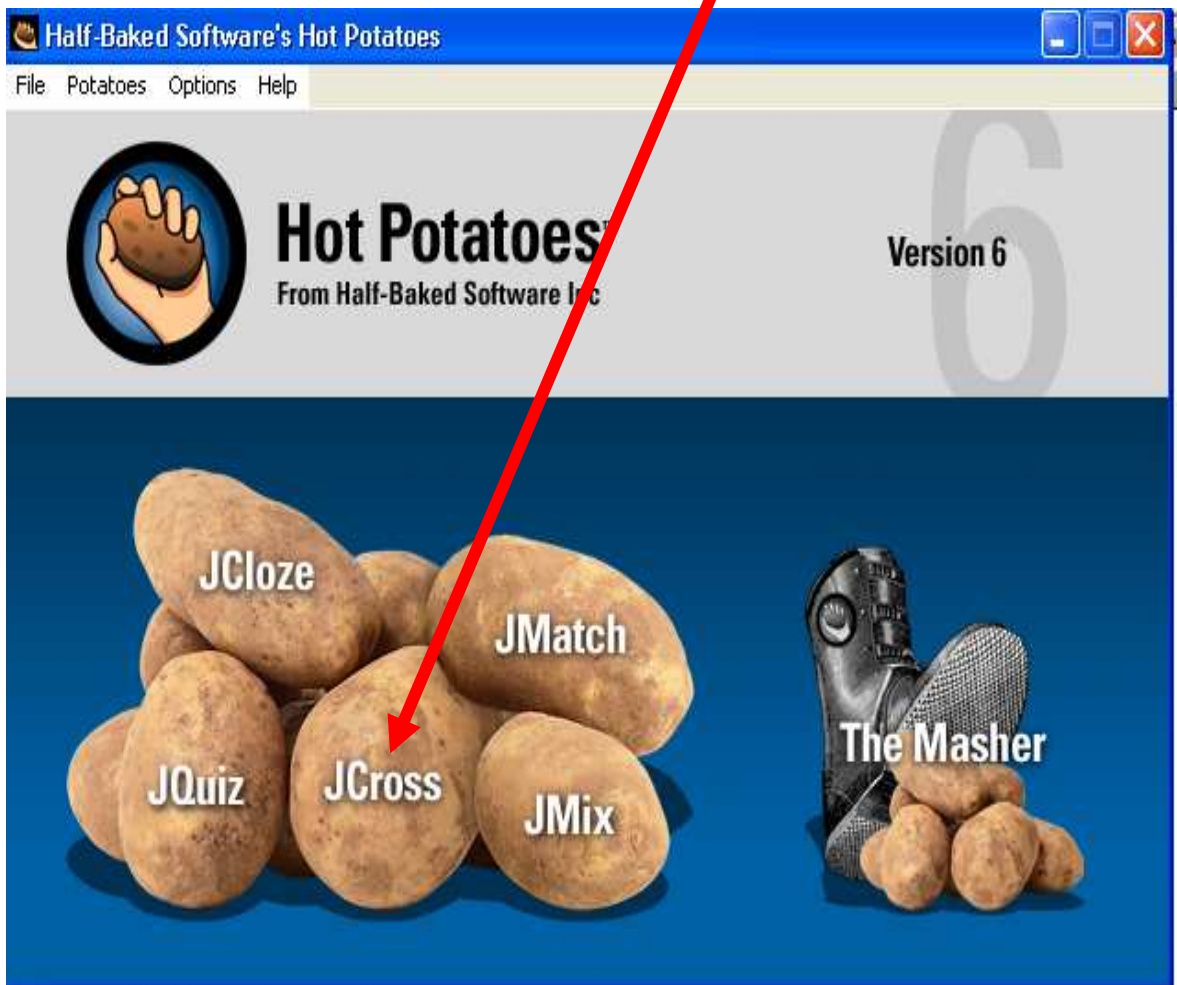 Half-Baked Software's Hot Potatoes
File Potatoes Options Help
6
Hot Potatoes
From Half-Baked Software Inc
Version 6
JCloze
JMatch
JQuiz
JCross
JMix
The Masher